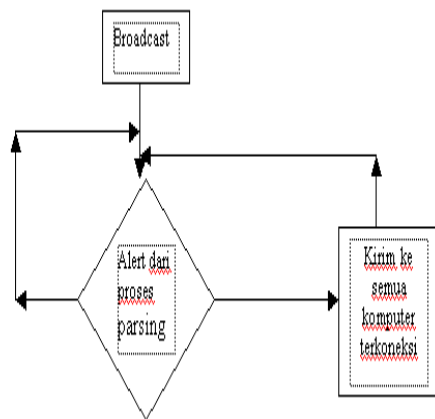 Broadcast
Alert dari
proses
parsing
Kirim ke
semua
komputer
terkoneksi